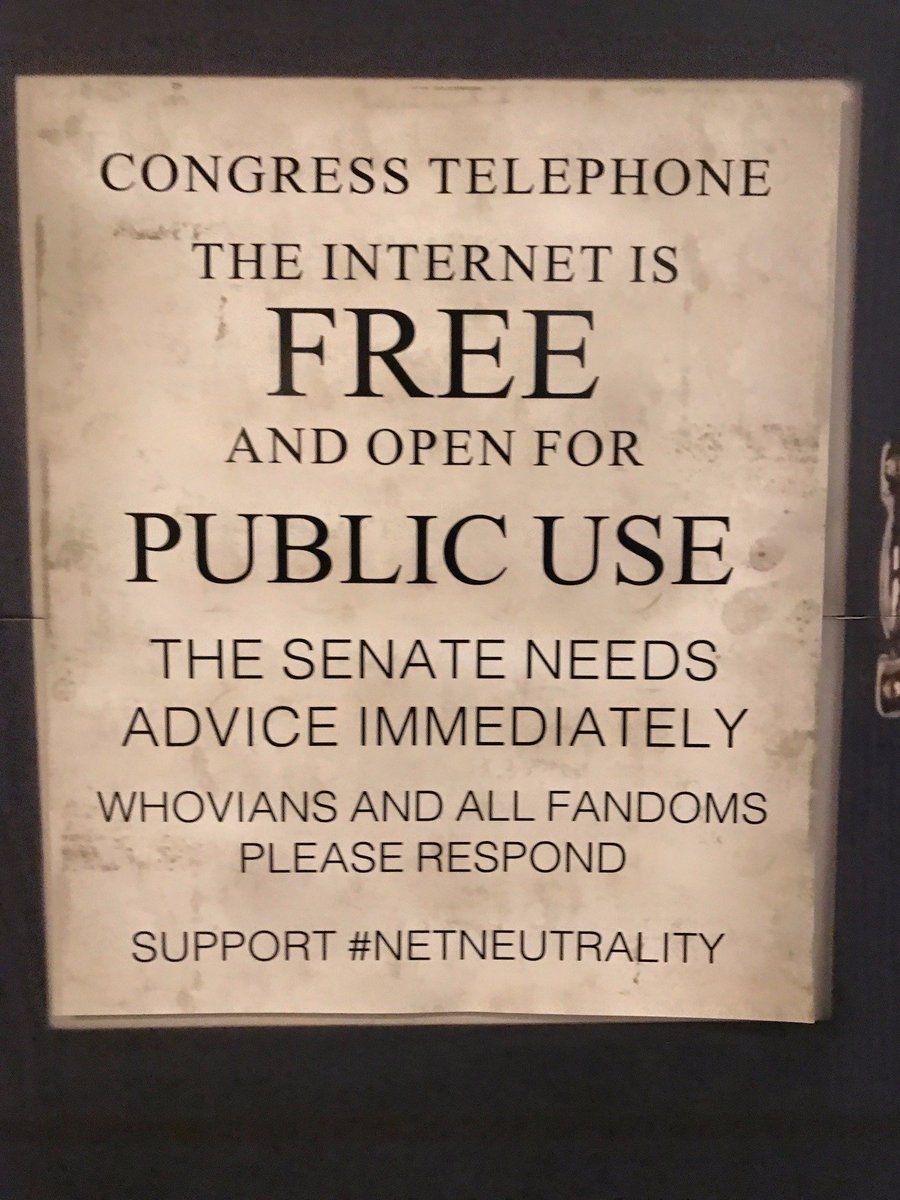 CONGRESS TELEPHONE
THE INTERNET IS
FREE
AND OPEN FOR
PUBLIC USE
THE SENATE NEEDS
ADVICE IMMEDIATELY
WHOVIANS AND ALL FANDOMS
PLEASE RESPOND
SUPPORT #NETNEUTRALITY